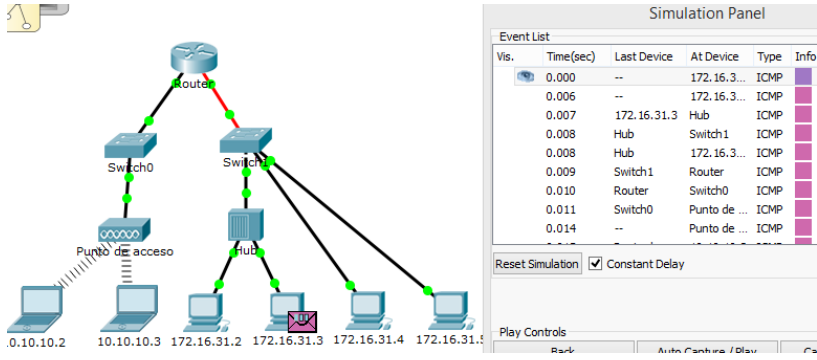 Simulation Panel
Event List
Vis. Time(sec) Last Device At Device Type Info
0.000 -- 172.16.3... ICMP
0.006 -- 172.16.3... ICMP
0.007 172.16.31.3 Hub ICMP
0.008 Hub Switch1 ICMP
0.008 Hub 172.16.3... ICMP
0.009 Switch1 Router ICMP
0.010 Router Switch0 ICMP
0.011 Switch0 Punto de ... ICMP
0.014 -- Punto de ... ICMP
Reset Simulation Constant Delay
Play Controls
Back Auto Capture / Play
Router
Switch0
Switch1
Punto de acceso
Hub
10.10.10.3 172.16.31.2 172.16.31.3 172.16.31.4 172.16.31.5